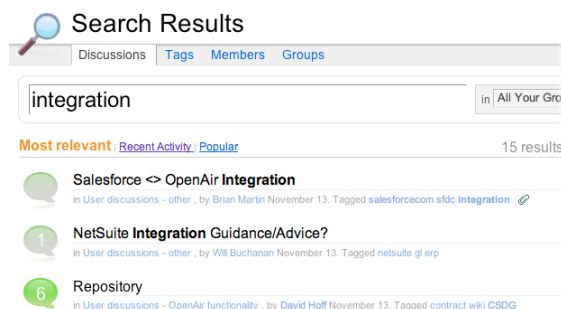 Search Results
Discussions Tags Members Groups
integration in All Your Gro
Most relevant | Recent Activity | Popular 15 results
Salesforce <> OpenAir Integration
in User discussions - other , by Brian Martin November 13. Tagged salesforcecom sfdc integration
1 NetSuite Integration Guidance/Advice?
in User discussions - other , by Will Buchanan November 13. Tagged netsuite gl erp
6 Repository
in User discussions - OpenAir functionality , by David Hoff November 13. Tagged contract wiki CSDG